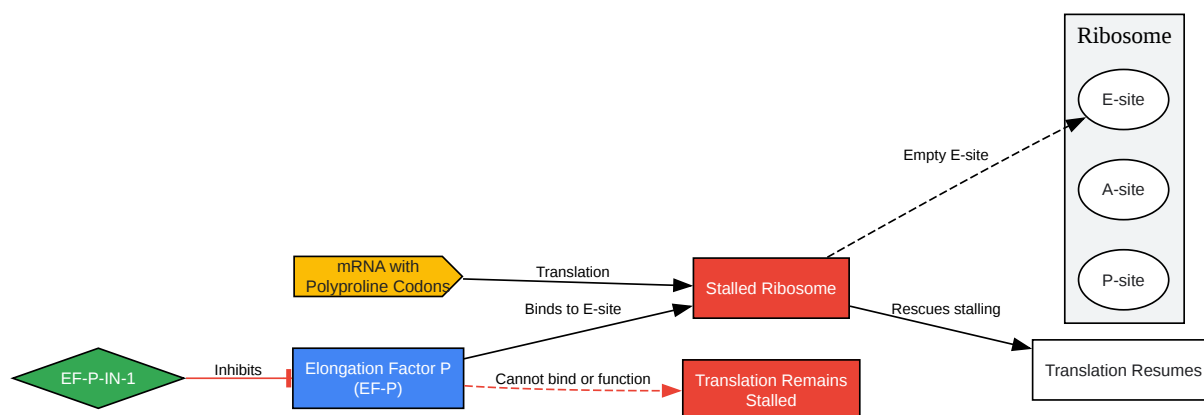 Ribosome
E-site
Empty E-site
A-site
mRNA with
Polyproline Codons
Translation
Stalled Ribosome
P-site
Binds to E-site
Rescues stalling
EF-P-IN-1
Inhibits
Elongation Factor P
(EF-P)
Cannot bind or function
Translation Remains
Stalled
Translation Resumes